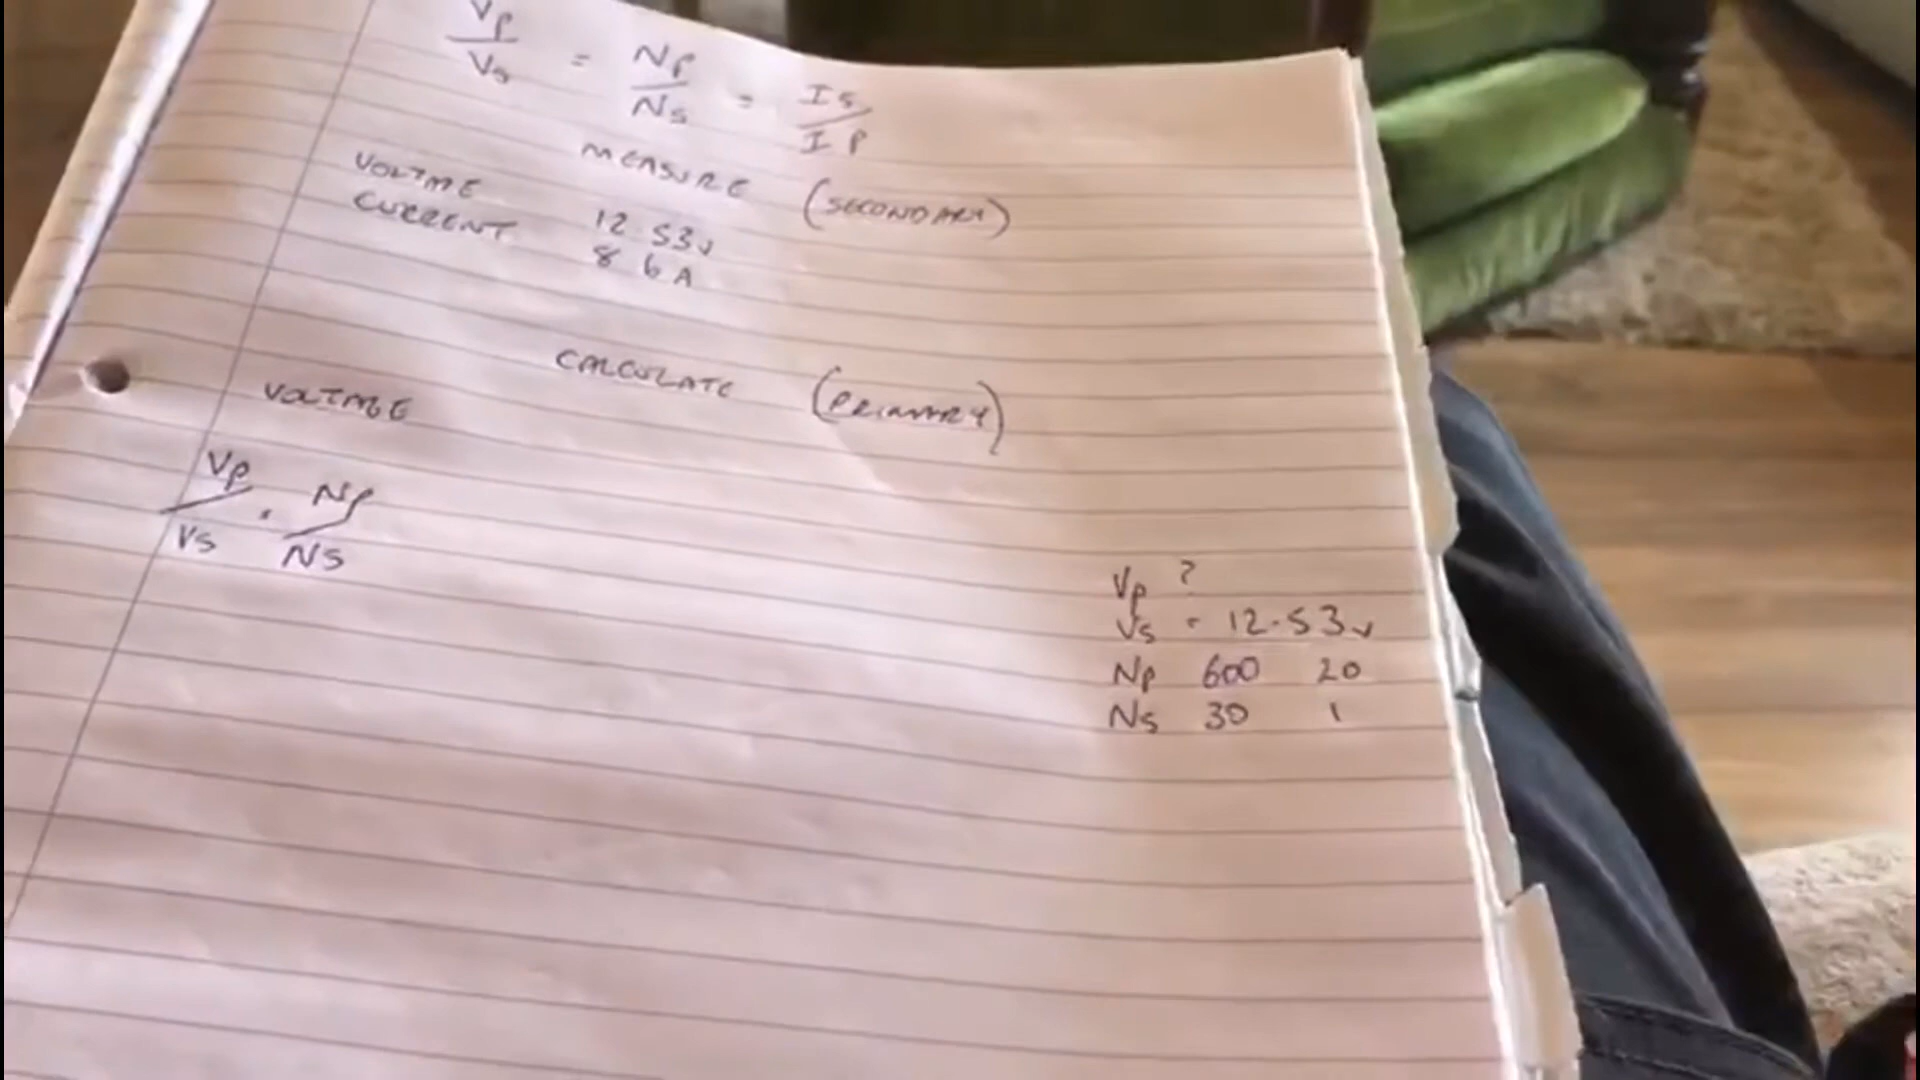 Vp/Vs = Np/Ns = Is/Ip
MEASURE (SECONDARY)
VOLTAGE 12.53v
CURRENT 8.6A
CALCULATE (PRIMARY)
VOLTAGE
Vp/Vs = Np/Ns
Vp ?
Vs = 12.53v
Np 600 20
Ns 30 1